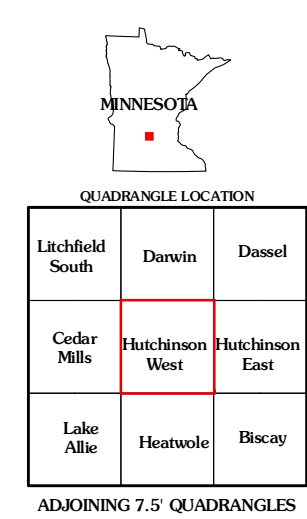 MINNESOTA
QUADRANGLE LOCATION
Litchfield
South
Darwin
Dassel
Cedar
Mills
Hutchinson
West
Hutchinson
East
Lake
Allie
Heatwole
Biscay
ADJOINING 7.5' QUADRANGLES